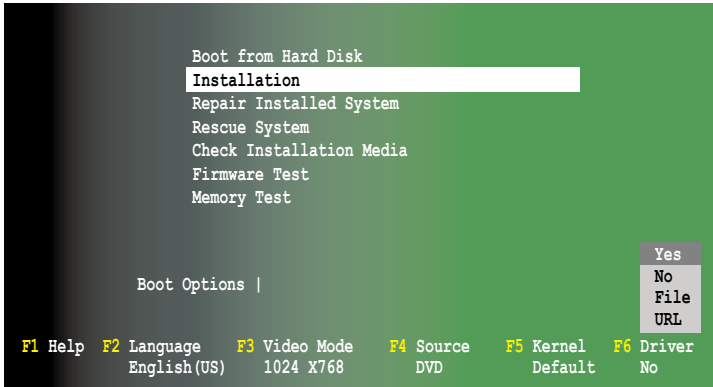 Boot from Hard Disk
Installation
Repair Installed System
Rescue System
Check Installation Media
Firmware Test
Memory Test
Yes
No
File
URL
Boot Options |
F1 Help F2 Language F3 Video Mode F4 Source F5 Kernel F6 Driver
English(US) 1024 X768 DVD Default No